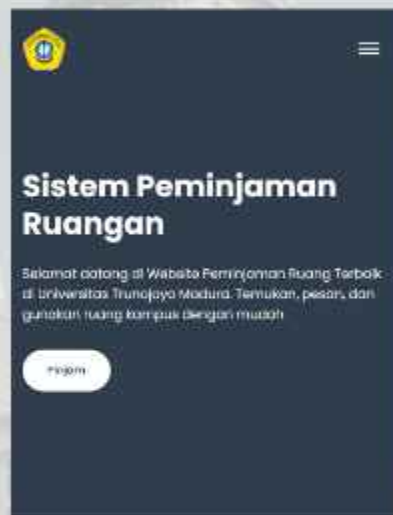 Sistem Peminjaman
Ruangan
Selamat datang di Website Peminjaman Ruang Terbaik
di Universitas Trunojoyo Madura. Temukan, pesan, dan
gunakan ruang kampus dengan mudah
Pinjam